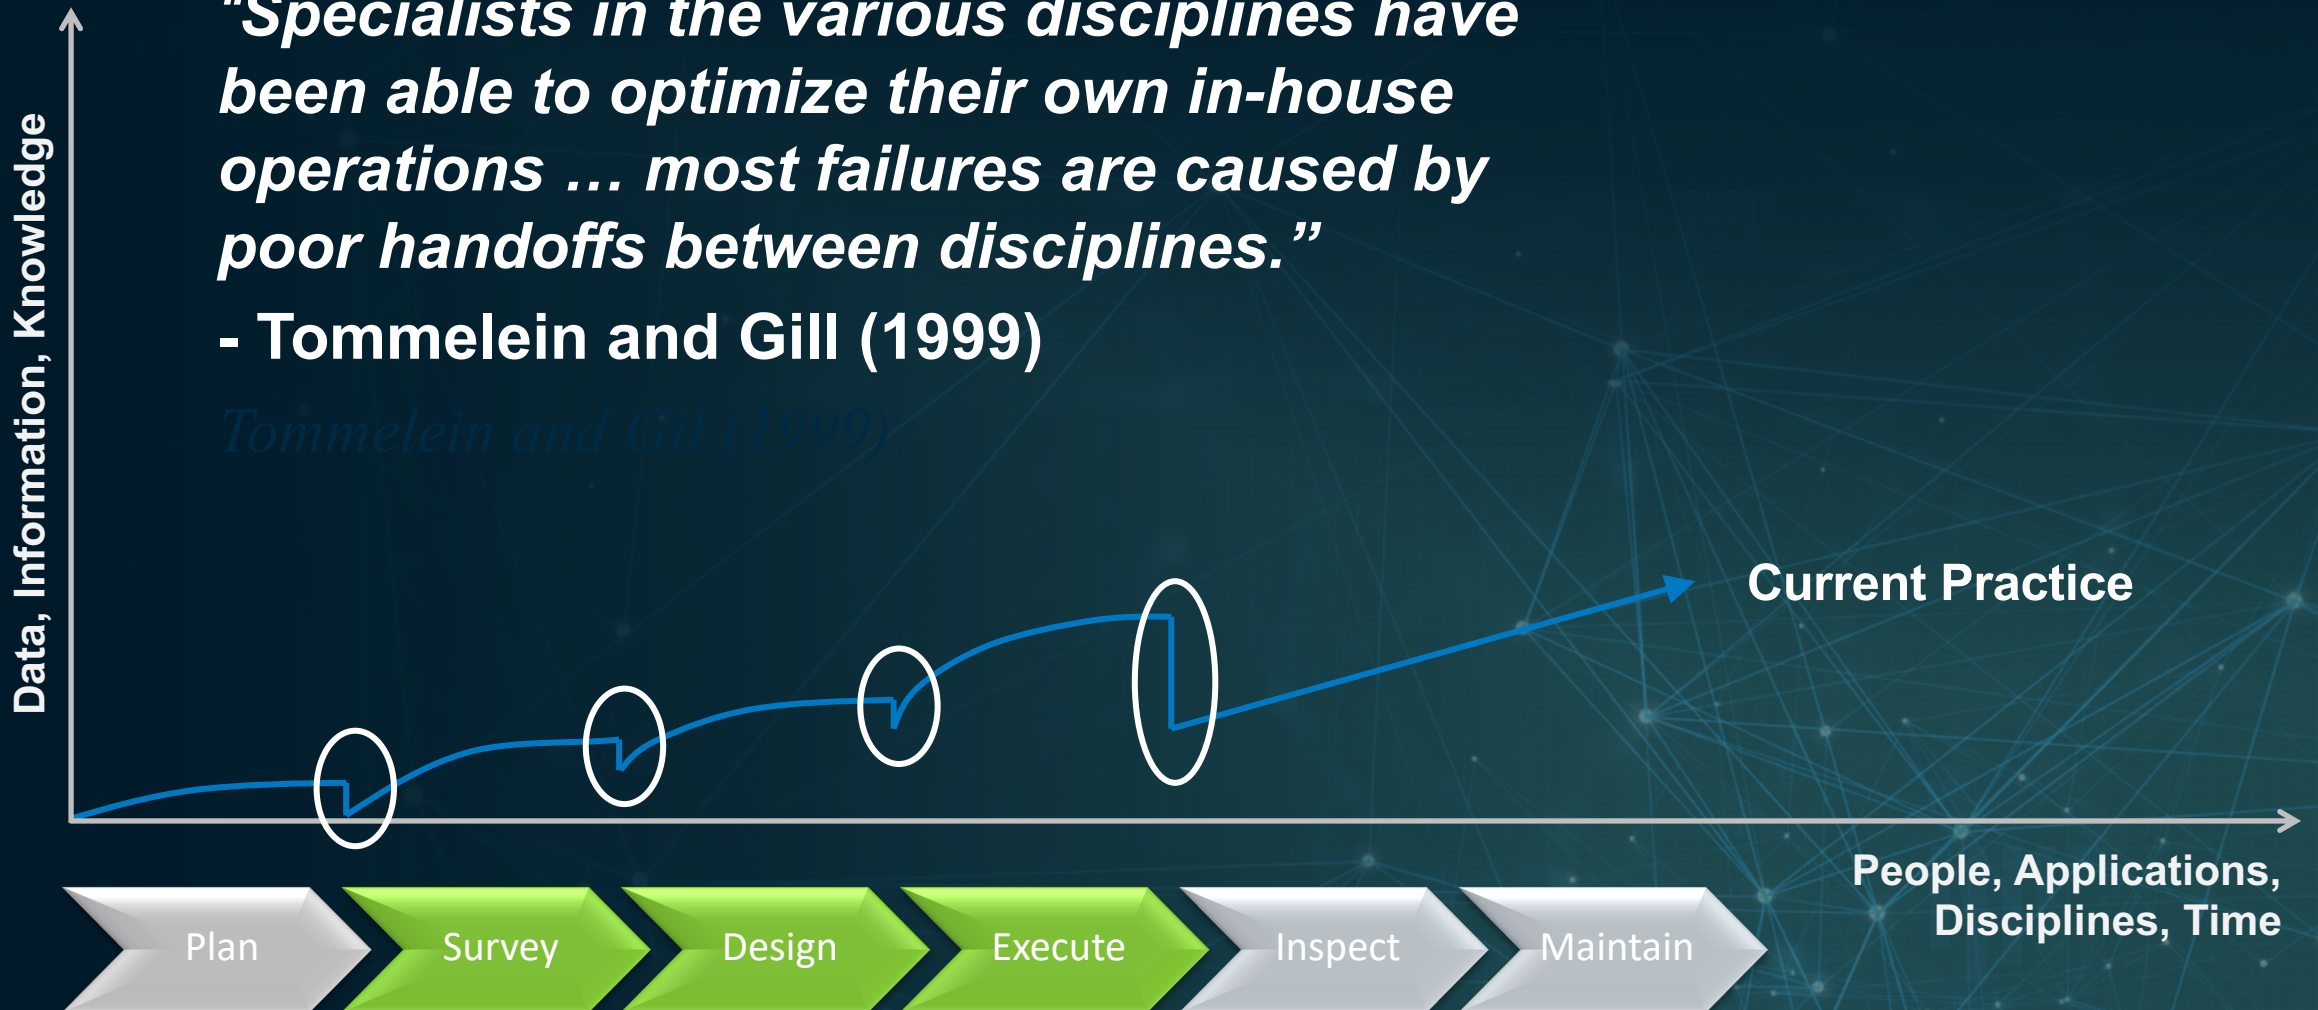 "Specialists in the various disciplines have
been able to optimize their own in-house
operations … most failures are caused by
poor handoffs between disciplines.”
- Tommelein and Gill (1999)
Tommelein and Gil (1999)
Data, Information, Knowledge
Current Practice
People, Applications,
Disciplines, Time
Plan
Survey
Design
Execute
Inspect
Maintain